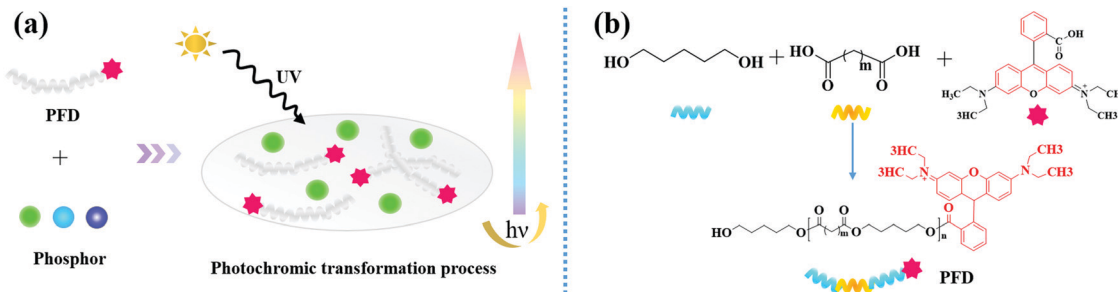 (a)
UV
PFD
+
Phosphor
hν
Photochromic transformation process
(b)
HO
OH
+
HO
O
m
O
OH
+
O
OH
H3C
N
3HC
O
N+
CH
CH3
3HC
3HC
N+
O
N
CH3
CH3
HO
O
[
O
m
O
O
O
]n
O
PFD